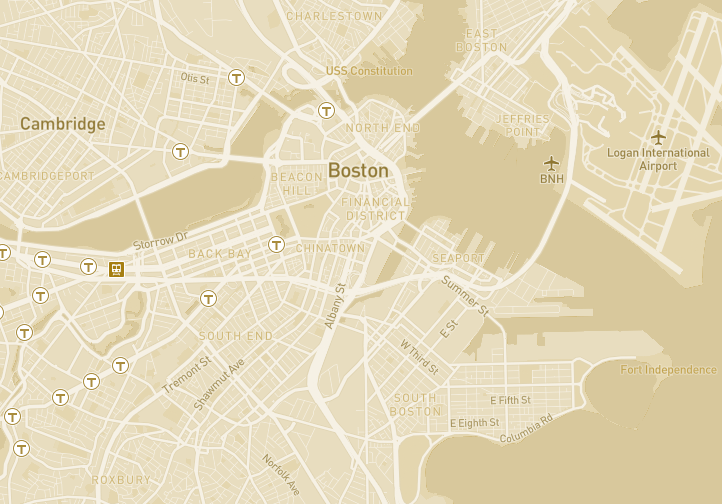 CHARLESTOWN
EAST
BOSTON
USS Constitution
Otis St
T
T
JEFFRIES
POINT
Cambridge
NORTH END
T
Logan International
Airport
BNH
Boston
CAMBRIDGEPORT
BEACON
HILL
FINANCIAL
DISTRICT
Storrow Dr
T
CHINATOWN
BACK BAY
T
T
T
SEAPORT
Summer St
T
T
Albany St
E St
T
SOUTH END
W Third St
T
Tremont St
Shawmut Ave
Fort Independence
T
T
SOUTH
BOSTON
E Fifth St
T
E Eighth St
Columbia Rd
T
Norfolk Ave
ROXBURY